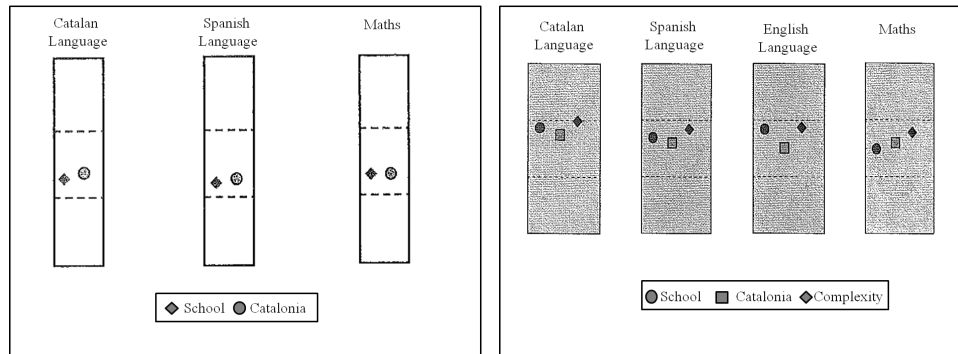 Catalan
Language
Spanish
Language
Maths
School Catalonia
Catalan
Language
Spanish
Language
English
Language
Maths
School Catalonia Complexity